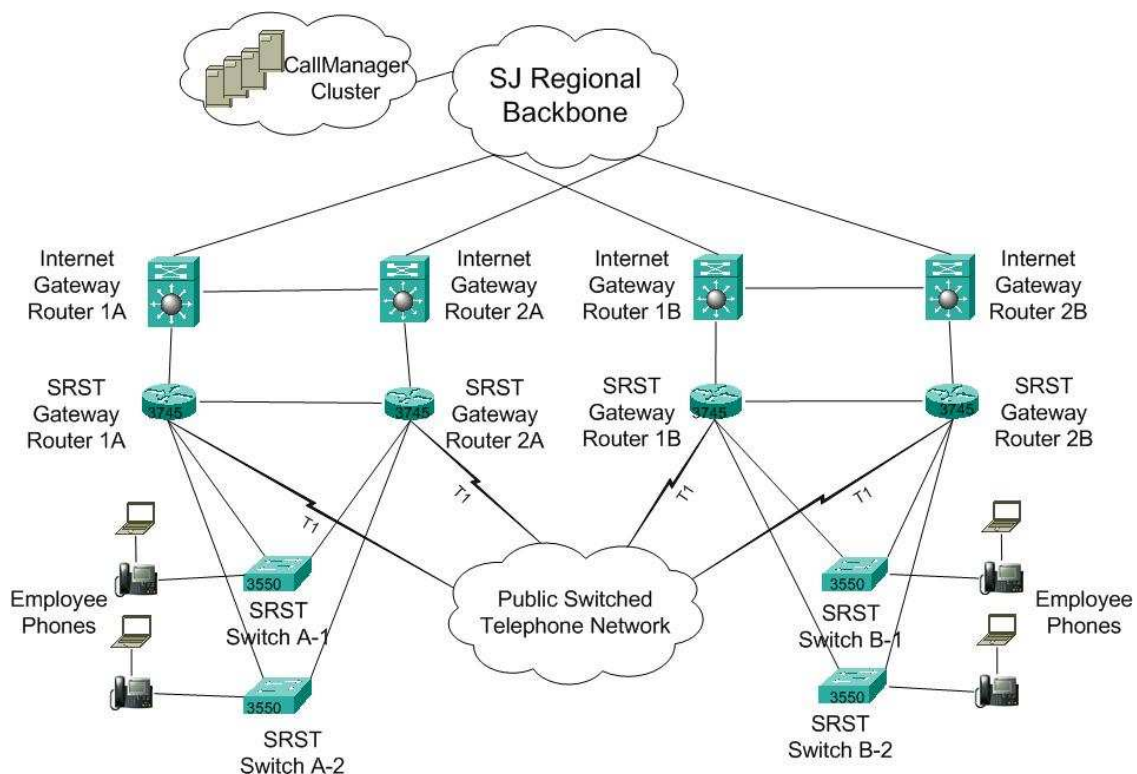 CallManager
Cluster
SJ Regional
Backbone
Internet
Gateway
Router 1A
Internet
Gateway
Router 2A
Internet
Gateway
Router 1B
Internet
Gateway
Router 2B
SRST
Gateway
Router 1A
3745
3745
SRST
Gateway
Router 2A
SRST
Gateway
Router 1B
3745
3745
SRST
Gateway
Router 2B
T1
T1
T1
T1
Employee
Phones
3550
SRST
Switch A-1
3550
SRST
Switch A-2
Public Switched
Telephone Network
3550
SRST
Switch B-1
3550
SRST
Switch B-2
Employee
Phones